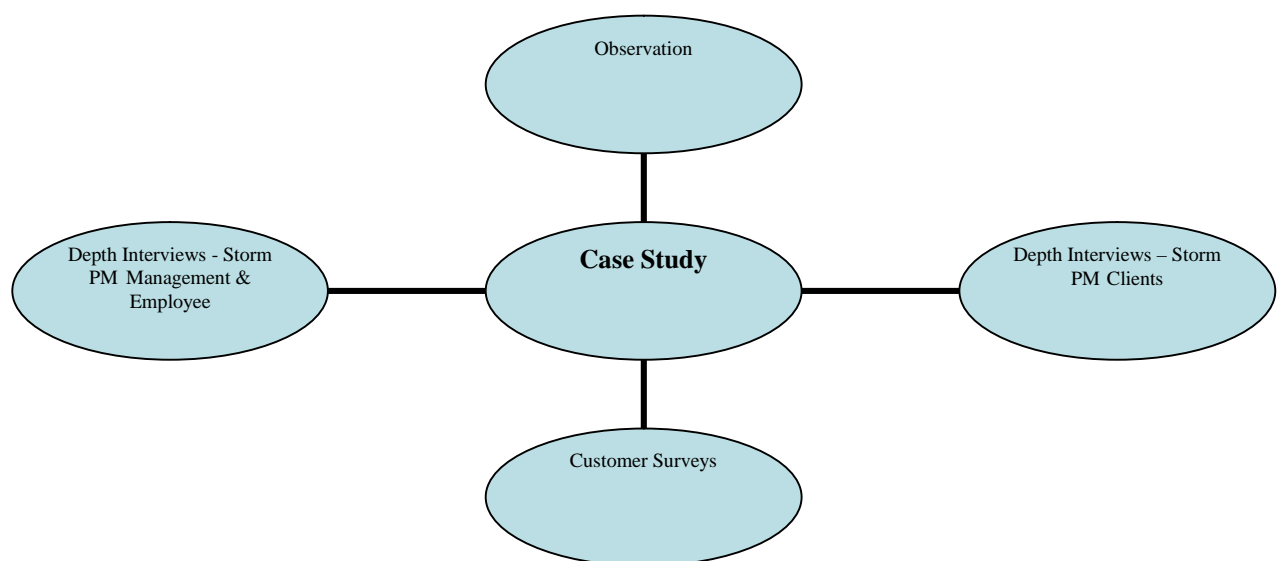 Observation
Depth Interviews - Storm
PM Management &
Employee
Case Study
Depth Interviews – Storm
PM Clients
Customer Surveys